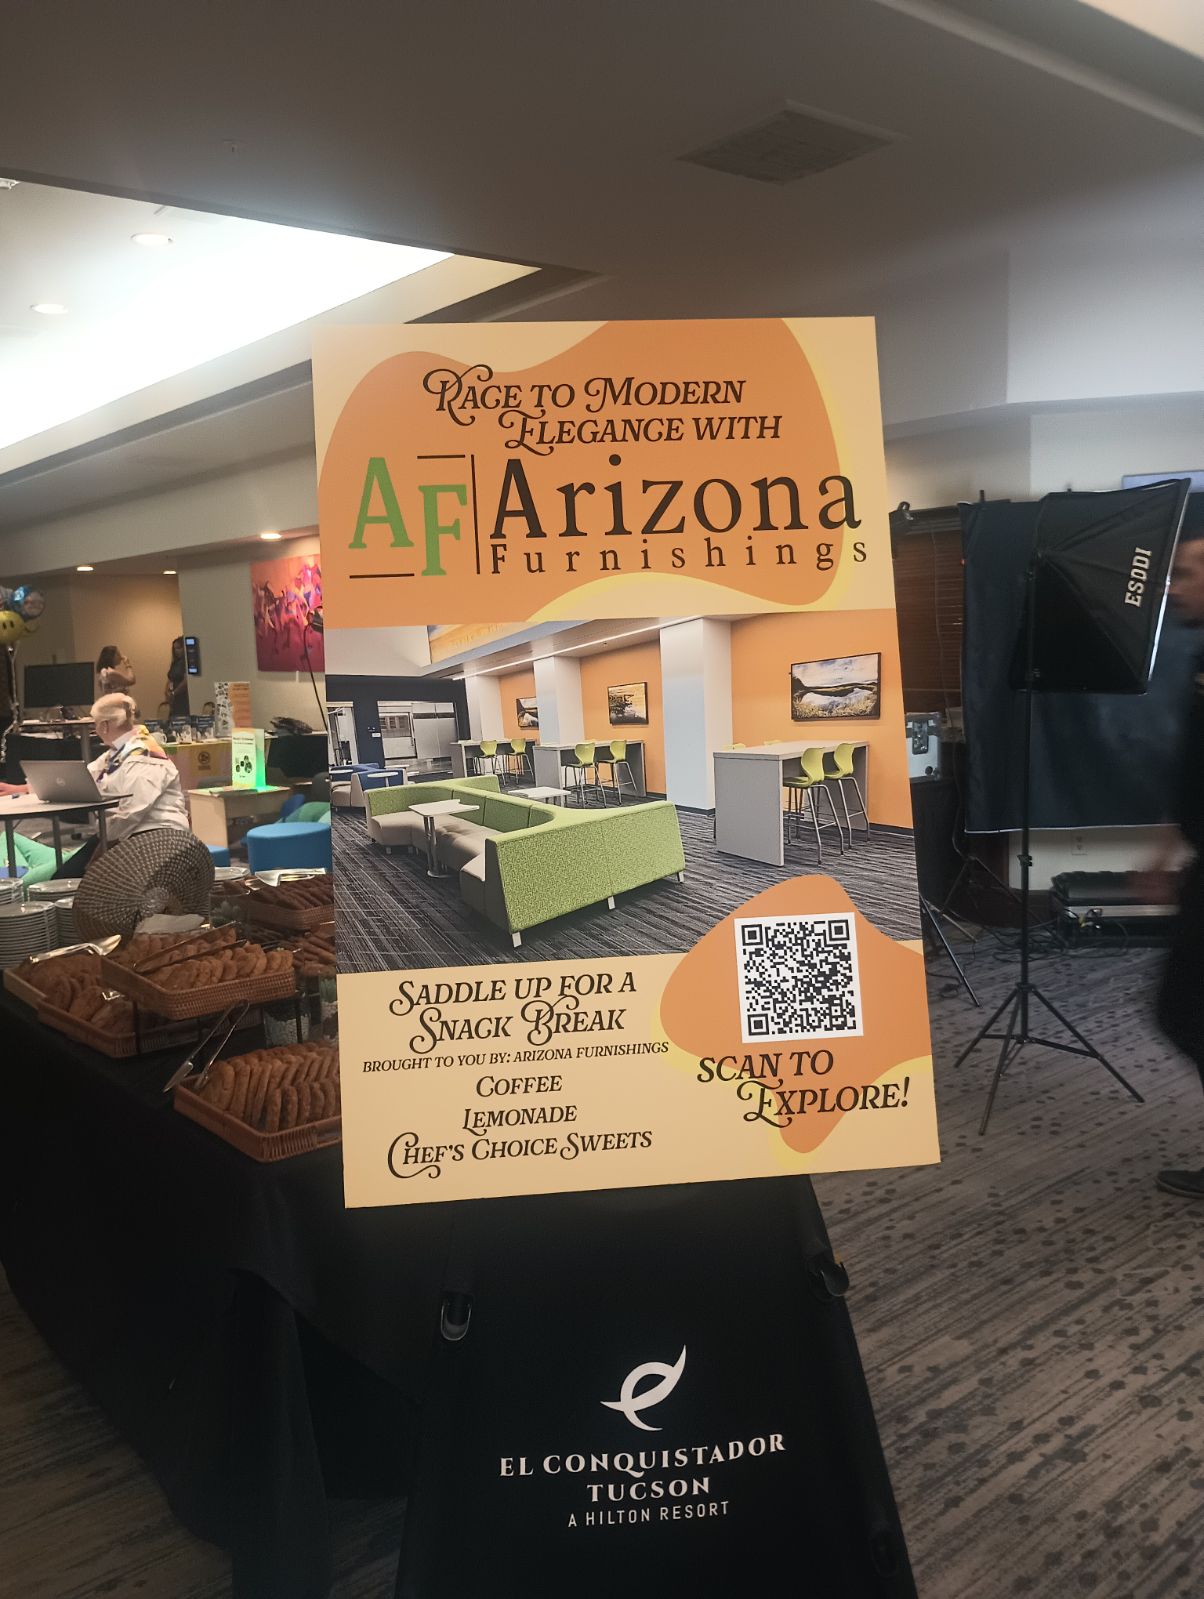 Race to Modern
Elegance with
AF Arizona
Furnishings
Saddle up for a
Snack Break
Brought to you by: Arizona Furnishings
Coffee
Lemonade
Chef's Choice Sweets
Scan to
Explore!
ESDDI
EL CONQUISTADOR
TUCSON
A HILTON RESORT